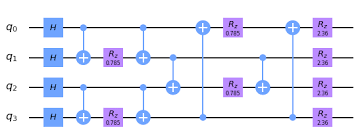 q0 H Rz 0.785 Rz 2.36
q1 H Rz 0.785 Rz 2.36
q2 H Rz 0.785 Rz 2.36
q3 H Rz 0.785 Rz 2.36